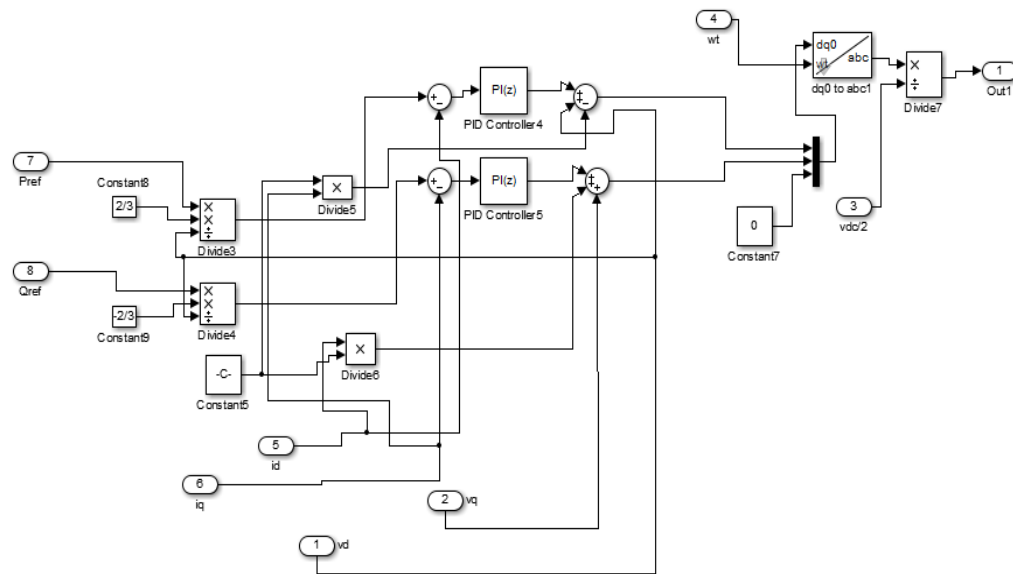 4
wt
dq0
wt
abc
dq0 to abc1
×
÷
Divide7
1
Out1
PI(z)
PID Controller4
+
-
+
+
-
7
Pref
Constant8
2/3
×
×
÷
Divide3
×
Divide5
+
-
PI(z)
PID Controller5
+
+
+
0
Constant7
3
vdc/2
8
Qref
-2/3
Constant9
×
×
÷
Divide4
-C-
Constant5
×
Divide6
5
id
6
iq
2
vq
1
vd